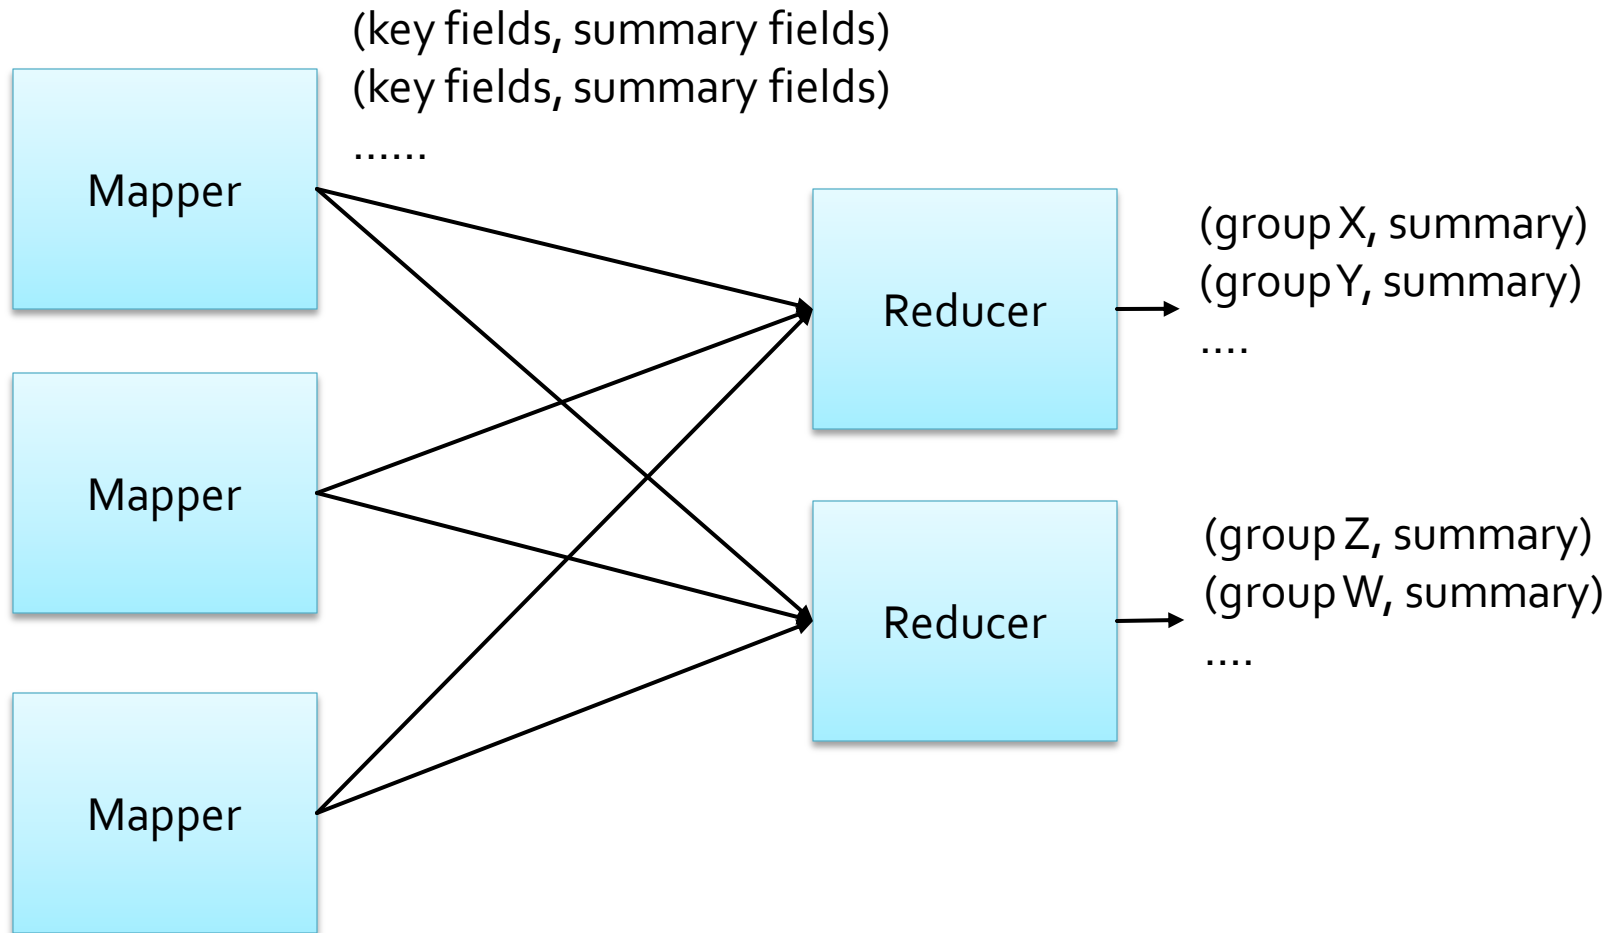 (key fields, summary fields)
(key fields, summary fields)
......
Mapper
Reducer
(group X, summary)
(group Y, summary)
....
Mapper
Reducer
(group Z, summary)
(group W, summary)
....
Mapper